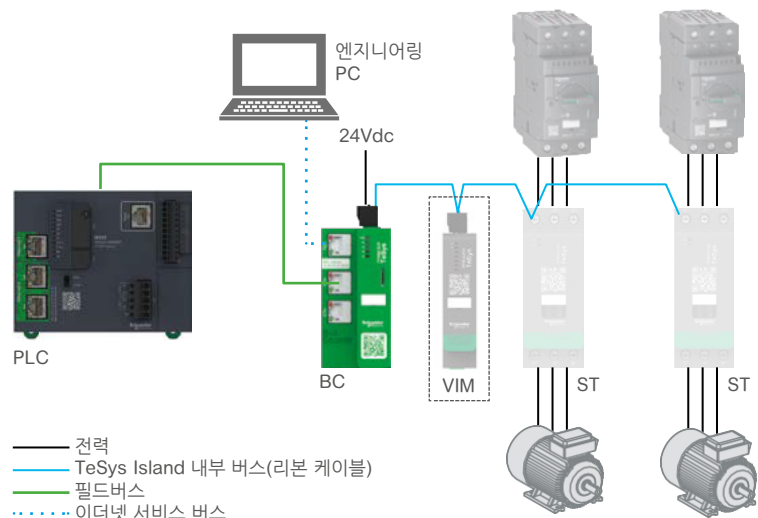 엔지니어링
PC
24Vdc
PLC
BC
VIM
ST
ST
전력
TeSys Island 내부 버스(리본 케이블)
필드버스
이더넷 서비스 버스